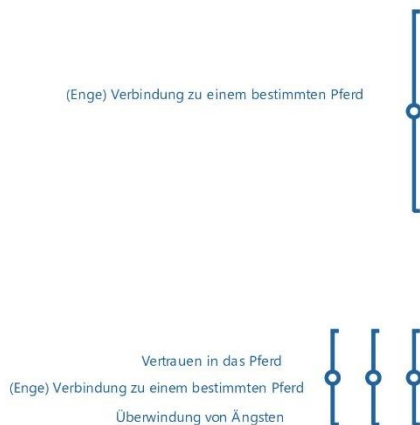 (Enge) Verbindung zu einem bestimmten Pferd
Vertrauen in das Pferd
(Enge) Verbindung zu einem bestimmten Pferd
Überwindung von Ängsten